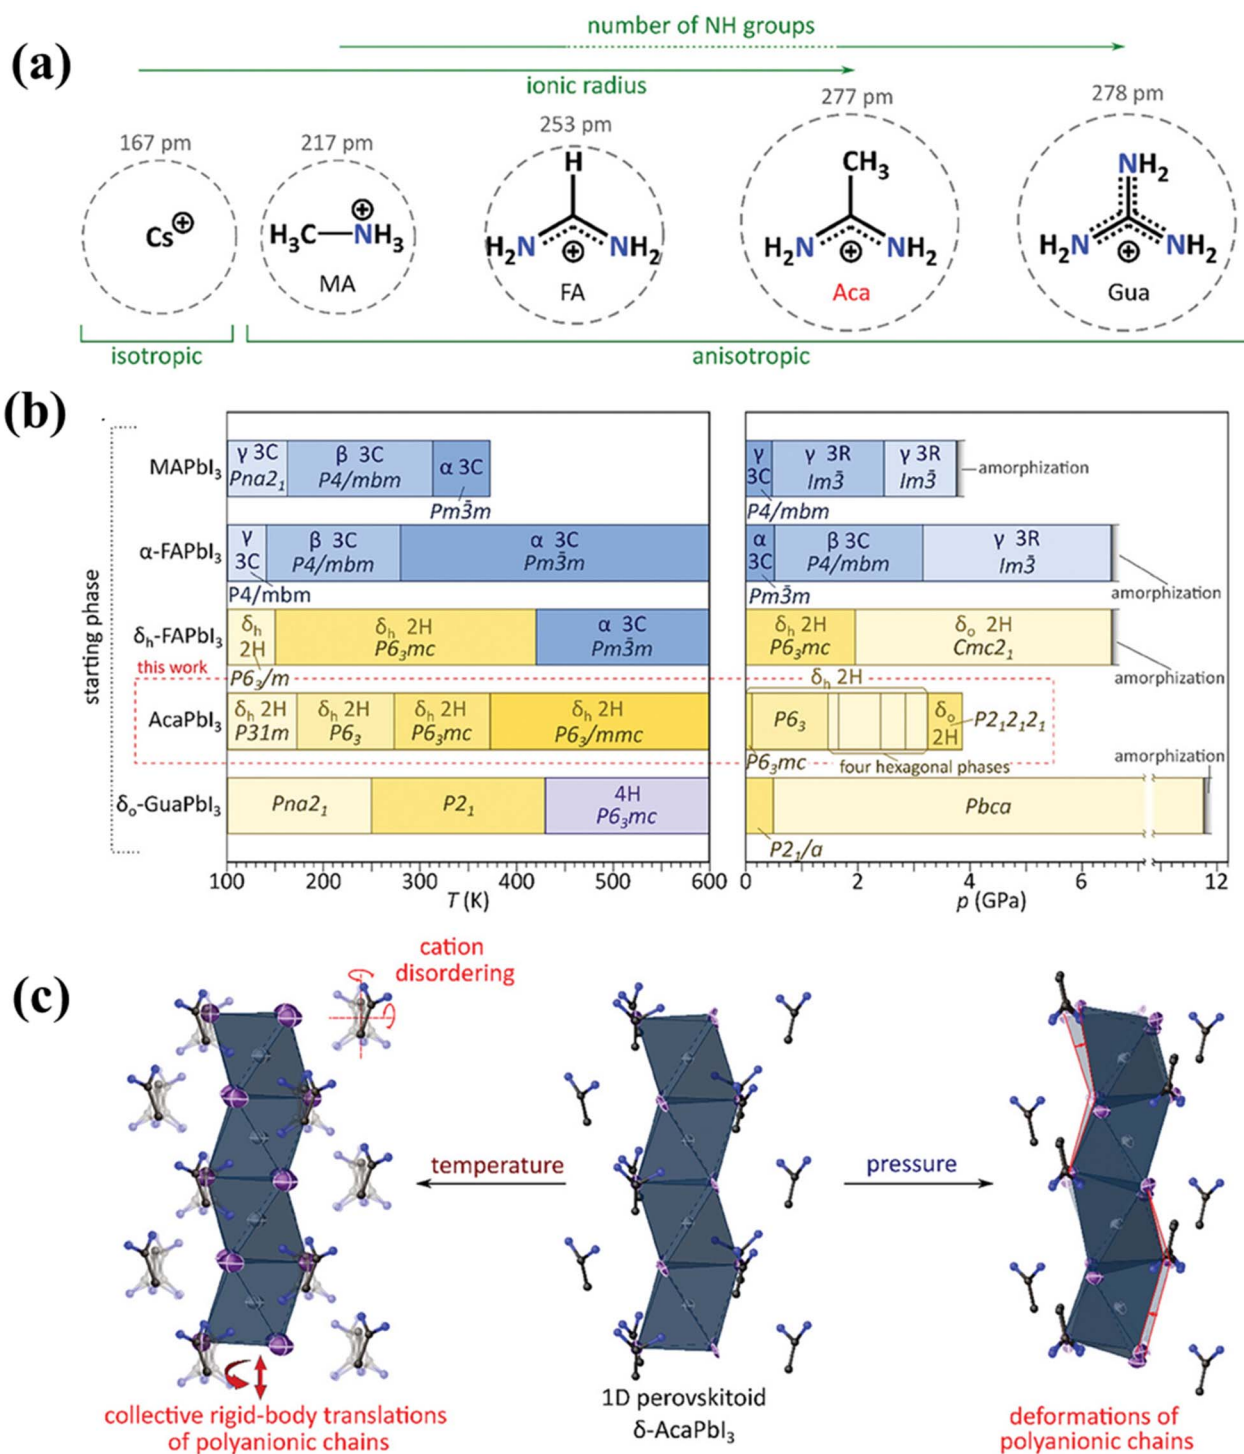 (a)
number of NH groups
ionic radius
167 pm
217 pm
253 pm
277 pm
278 pm
Cs⊕
H₃C—NH₃
⊕
MA
H
H₂N
NH₂
⊕
FA
CH₃
H₂N
NH₂
⊕
Aca
NH₂
H₂N
NH₂
⊕
Gua
isotropic
anisotropic
(b)
starting phase
MAPbI₃
γ 3C
Pna2₁
β 3C
P4/mbm
α 3C
Pm3̄m
γ
3C
P4/mbm
γ 3R
Im3̄
γ 3R
Im3̄
amorphization
α-FAPbI₃
γ
3C
P4/mbm
β 3C
P4/mbm
α 3C
Pm3̄m
α
3C
Pm3̄m
β 3C
P4/mbm
γ 3R
Im3̄
amorphization
δₕ-FAPbI₃
δₕ
2H
P6₃/m
δₕ 2H
P6₃mc
α 3C
Pm3̄m
δₕ 2H
P6₃mc
δₒ 2H
Cmc2₁
amorphization
this work
AcaPbI₃
δₕ 2H
P31m
δₕ 2H
P6₃
δₕ 2H
P6₃mc
δₕ 2H
P6₃/mmc
δₕ 2H
P6₃
P6₃mc
four hexagonal phases
δₒ
2H
P2₁2₁2₁
amorphization
δₒ-GuaPbI₃
Pna2₁
P2₁
4H
P6₃mc
P2₁/a
Pbca
100 200 300 400 500 600
T (K)
0 2 4 6 12
p (GPa)
(c)
cation
disordering
temperature
pressure
collective rigid-body translations
of polyanionic chains
1D perovskitoid
δ-AcaPbI₃
deformations of
polyanionic chains